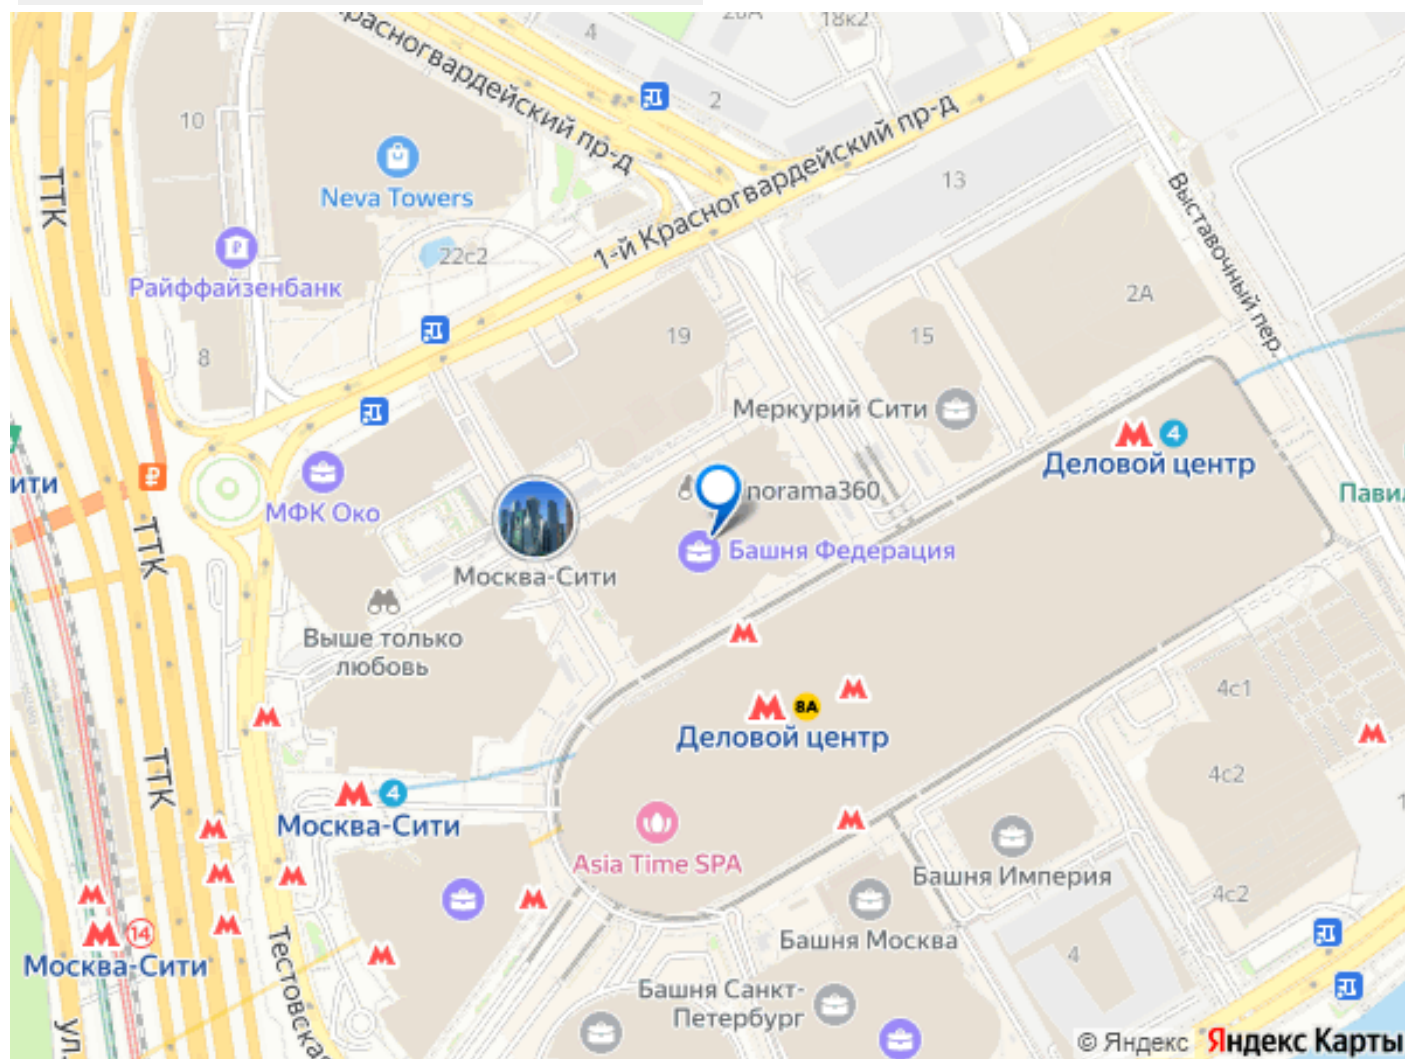 4
18к2
Красногвардейский пр-д
2
10
1-й Красногвардейский пр-д
13
Выставочный пер.
Neva Towers
ТТК
22с2
Райффайзенбанк
2А
19
15
8
Меркурий Сити
4
Деловой центр
ити
norama360
Пави
МФК Око
ТТК
Башня Федерация
Москва-Сити
Выше только
любовь
4с1
8А
Деловой центр
ТТК
4с2
4
Москва-Сити
Asia Time SPA
Башня Империя
4с2
14
Москва-Сити
Башня Москва
4
Тестовская
Башня Санкт-
Петербург
ул.
© Яндекс Яндекс Карты